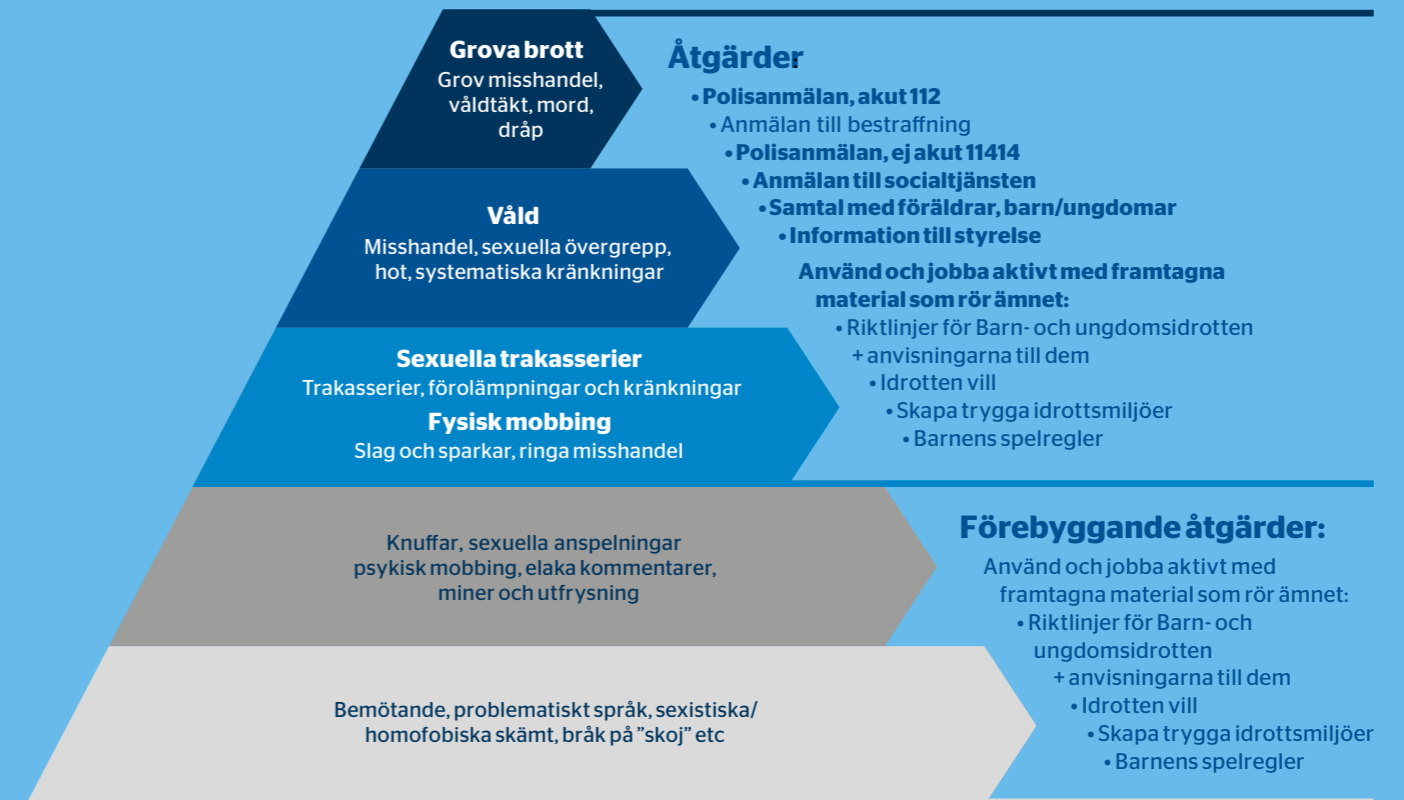 Grova brott
Grov misshandel,
våldtäkt, mord,
dråp
Våld
Misshandel, sexuella övergrepp,
hot, systematiska kränkningar
Sexuella trakasserier
Trakasserier, förolämpningar och kränkningar
Fysisk mobbing
Slag och sparkar, ringa misshandel
Knuffar, sexuella anspelningar
psykisk mobbing, elaka kommentarer,
miner och utfrysning
Bemötande, problematiskt språk, sexistiska/
homofobiska skämt, bråk på ”skoj” etc
Åtgärder:
• Polisanmälan, akut 112
• Anmälan till bestraffning
• Polisanmälan, ej akut 11414
• Anmälan till socialtjänsten
• Samtal med föräldrar, barn/ungdomar
• Information till styrelse
Använd och jobba aktivt med framtagna
material som rör ämnet:
• Riktlinjer för Barn- och ungdomsidrotten
+ anvisningarna till dem
• Idrotten vill
• Skapa trygga idrottsmiljöer
• Barnens spelregler
Förebyggande åtgärder:
Använd och jobba aktivt med
framtagna material som rör ämnet:
• Riktlinjer för Barn- och
ungdomsidrotten
+ anvisningarna till dem
• Idrotten vill
• Skapa trygga idrottsmiljöer
• Barnens spelregler